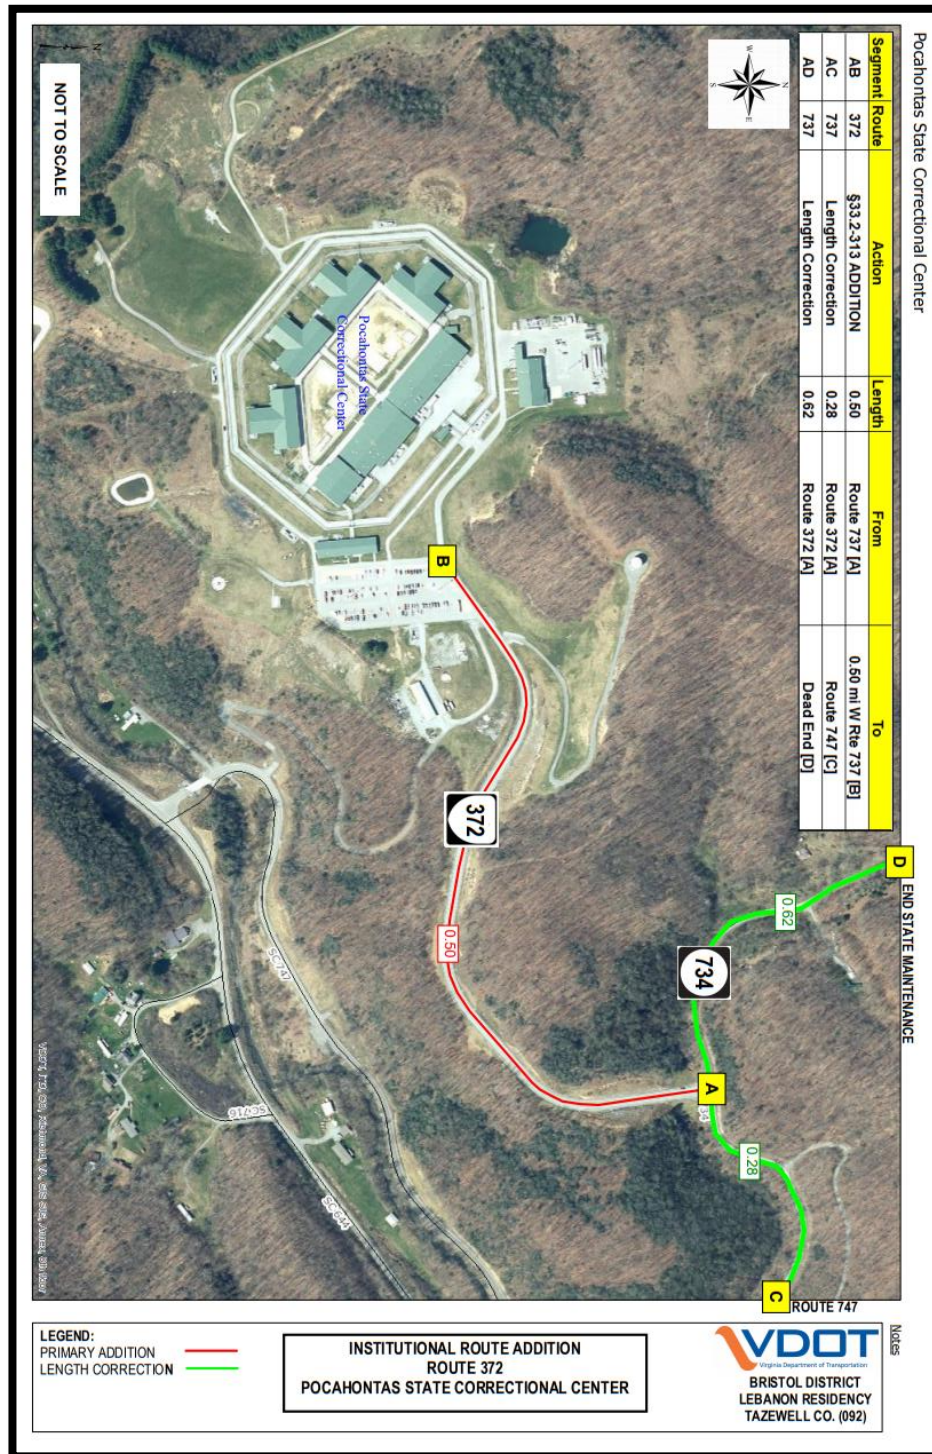 Pocahontas State Correctional Center
Segment Route Action Length From To
AB 372 §33.2-313 ADDITION 0.50 Route 737 [A] 0.50 mi W Rte 737 [B]
AC 737 Length Correction 0.28 Route 372 [A] Route 747 [C]
AD 737 Length Correction 0.62 Route 372 [A] Dead End [D]
N
E
S
N
NOT TO SCALE
Pocahontas State
Correctional Center
B
372
0.50
D
END STATE MAINTENANCE
0.62
734
A
34
0.28
C
ROUTE 747
SC 747
SC 716
SC 644
LEGEND:
PRIMARY ADDITION
LENGTH CORRECTION
INSTITUTIONAL ROUTE ADDITION
ROUTE 372
POCAHONTAS STATE CORRECTIONAL CENTER
VDOT
Virginia Department of Transportation
BRISTOL DISTRICT
LEBANON RESIDENCY
TAZEWELL CO. (092)
Notes